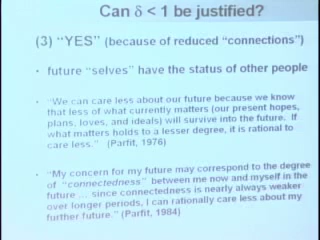 Can δ < 1 be justified?
(3) "YES" (because of reduced "connections")
• future "selves" have the status of other people
• "We can care less about our future because we know
that less of what currently matters (our present hopes,
plans, loves, and ideals) will survive into the future. If
what matters holds to a lesser degree, it is rational to
care less." (Parfit, 1976)
• "My concern for my future may correspond to the degree
of "connectedness" between me now and myself in the
future ... since connectedness is nearly always weaker
over longer periods, I can rationally care less about my
further future." (Parfit, 1984)